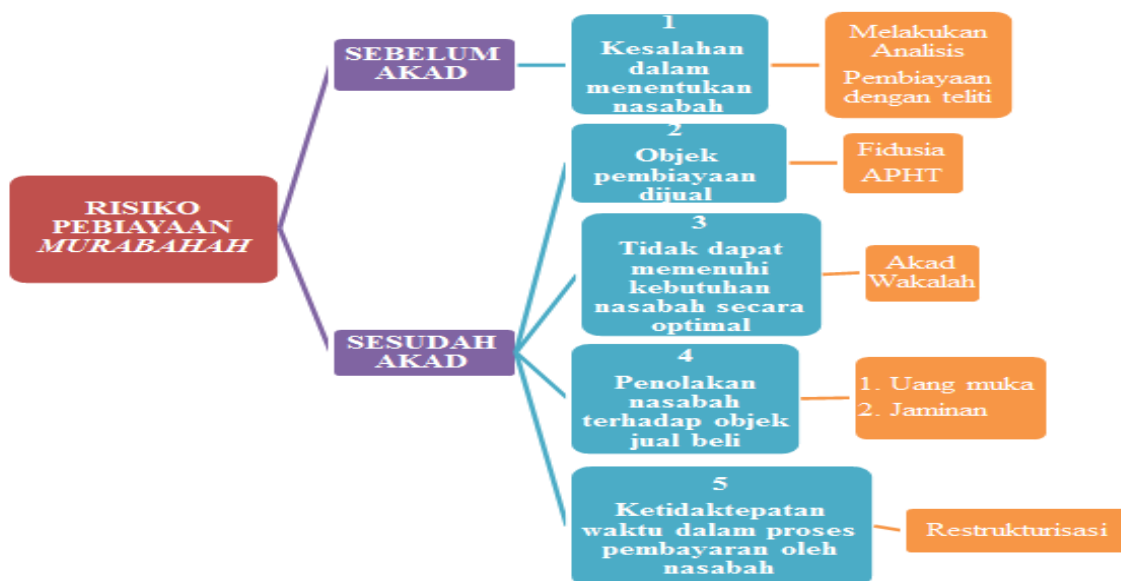 RISIKO
PEBIAYAAN
MURABAHAH
SEBELUM
AKAD
1
Kesalahan
dalam
menentukan
nasabah
Melakukan
Analisis
Pembiayaan
dengan teliti
SESUDAH
AKAD
2
Objek
pembiayaan
dijual
Fidusia
APHT
3
Tidak dapat
memenuhi
kebutuhan
nasabah secara
optimal
Akad
Wakalah
4
Penolakan
nasabah
terhadap objek
jual beli
1. Uang muka
2. Jaminan
5
Ketidaktepatan
waktu dalam proses
pembayaran oleh
nasabah
Restrukturisasi